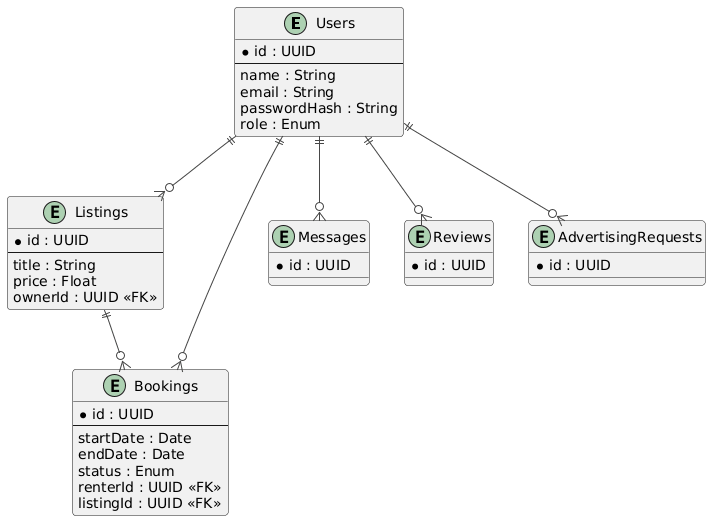 E Users
* id : UUID
name : String
email : String
passwordHash : String
role : Enum
E Listings
* id : UUID
title : String
price : Float
ownerId : UUID «FK»
E Messages
* id : UUID
E Reviews
* id : UUID
E AdvertisingRequests
* id : UUID
E Bookings
* id : UUID
startDate : Date
endDate : Date
status : Enum
renterId : UUID «FK»
listingId : UUID «FK»